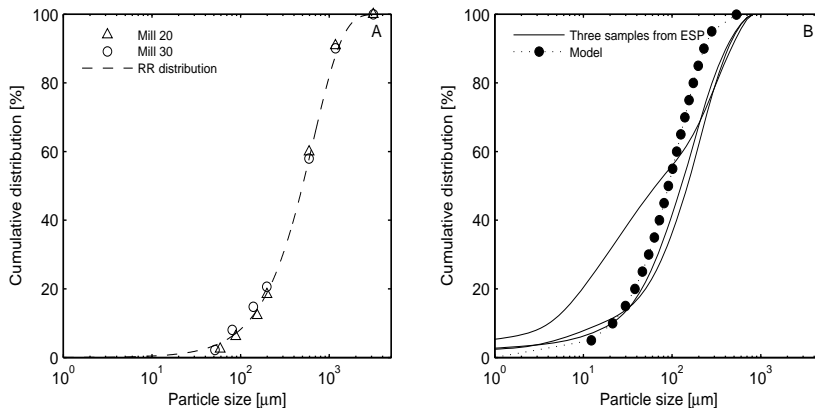 A
Mill 20
Mill 30
RR distribution
Cumulative distribution [%]
100
80
60
40
20
0
10^0
10^1
10^2
10^3
Particle size [μm]
B
Three samples from ESP
Model
Cumulative distribution [%]
100
80
60
40
20
0
10^0
10^1
10^2
10^3
Particle size [μm]